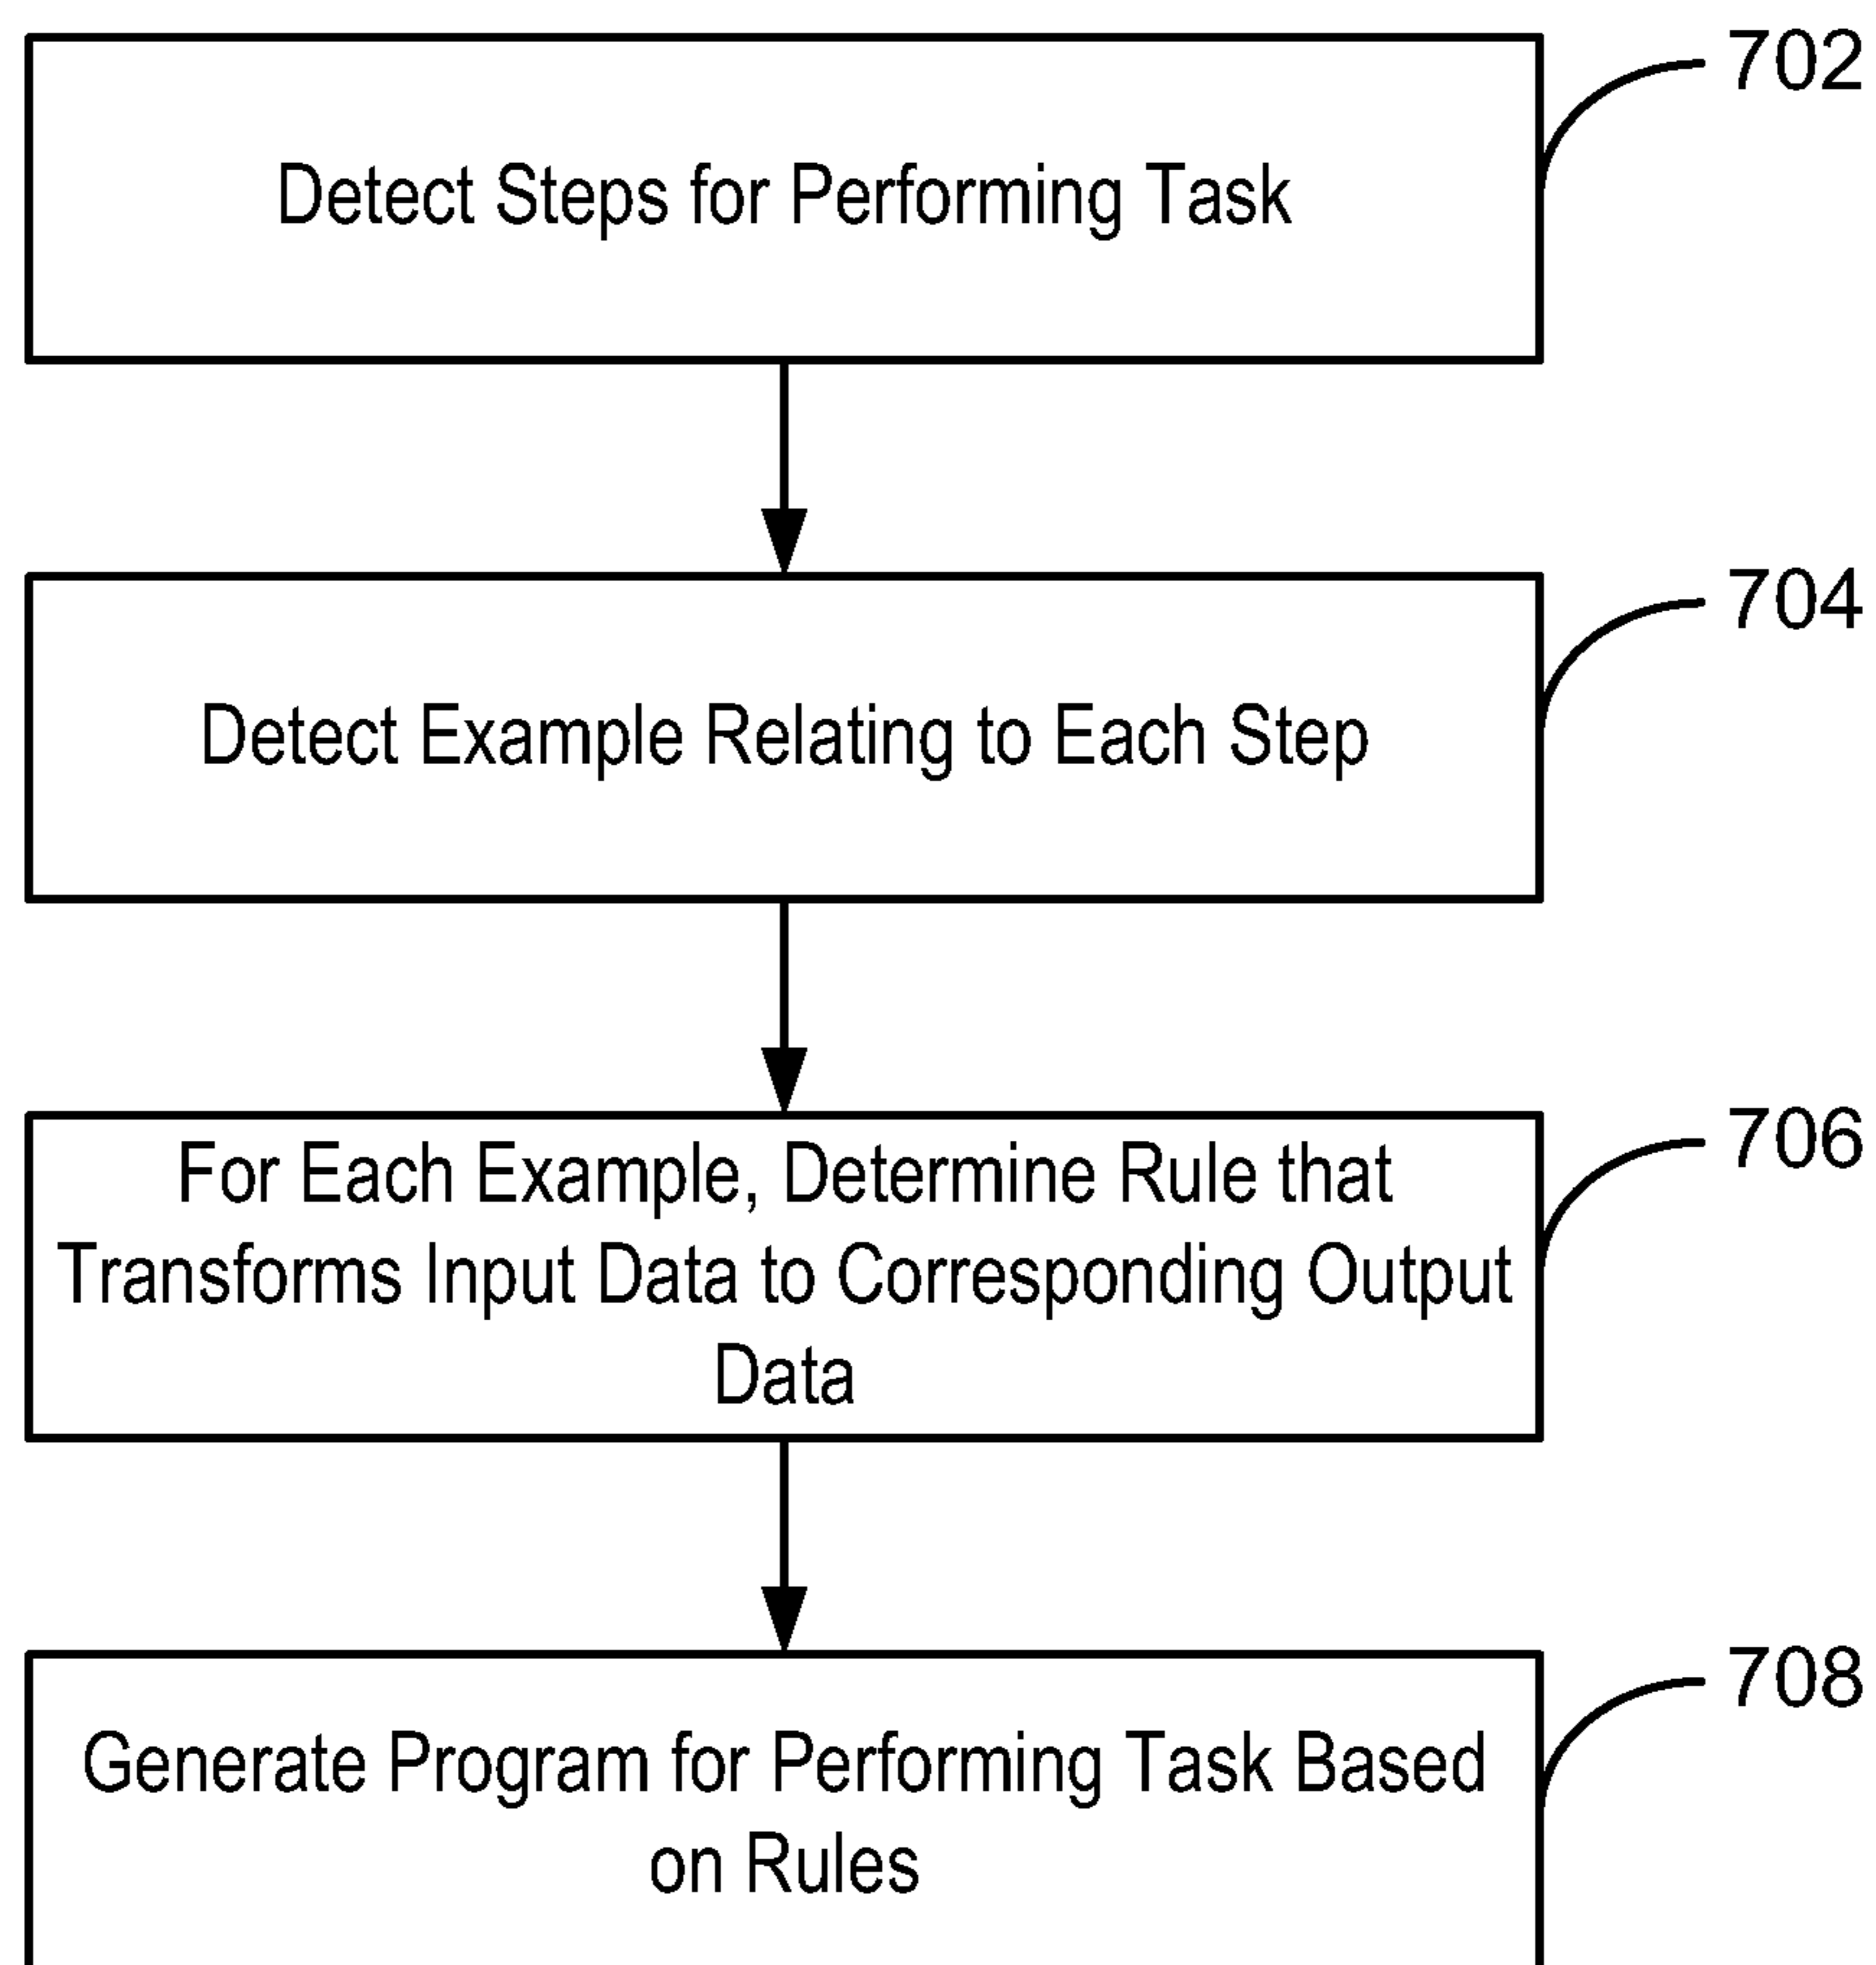 702
Detect Steps for Performing Task
704
Detect Example Relating to Each Step
706
For Each Example, Determine Rule that
Transforms Input Data to Corresponding Output
Data
708
Generate Program for Performing Task Based
on Rules